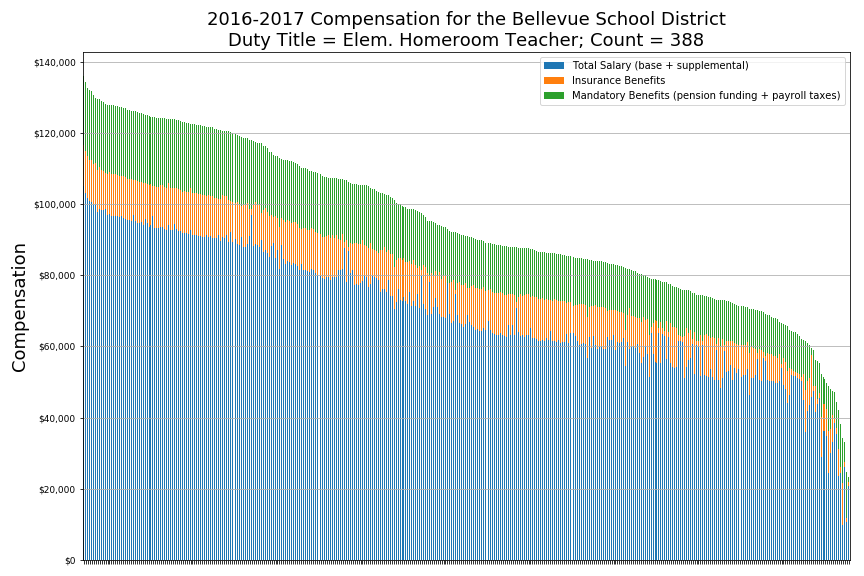 2016-2017 Compensation for the Bellevue School District
Duty Title = Elem. Homeroom Teacher; Count = 388
Total Salary (base + supplemental)
Insurance Benefits
Mandatory Benefits (pension funding + payroll taxes)
$140,000
$120,000
$100,000
$80,000
$60,000
$40,000
$20,000
$0
Compensation